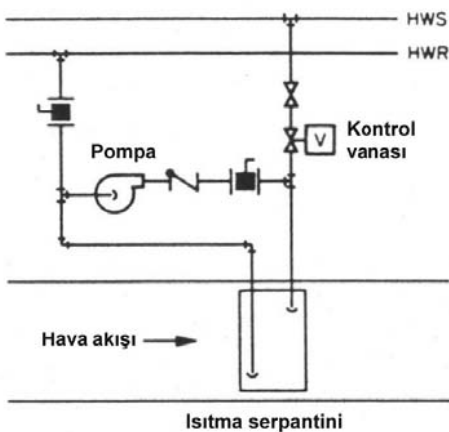 HWS
HWR
Kontrol
vanası
V
Pompa
Hava akışı
Isıtma serpantini